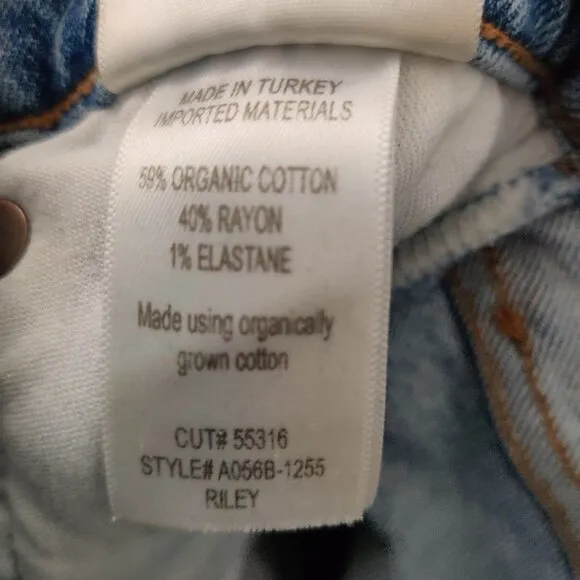 MADE IN TURKEY
IMPORTED MATERIALS
59% ORGANIC COTTON
40% RAYON
1% ELASTANE
Made using organically
grown cotton
CUT# 55316
STYLE# A056B-1255
RILEY